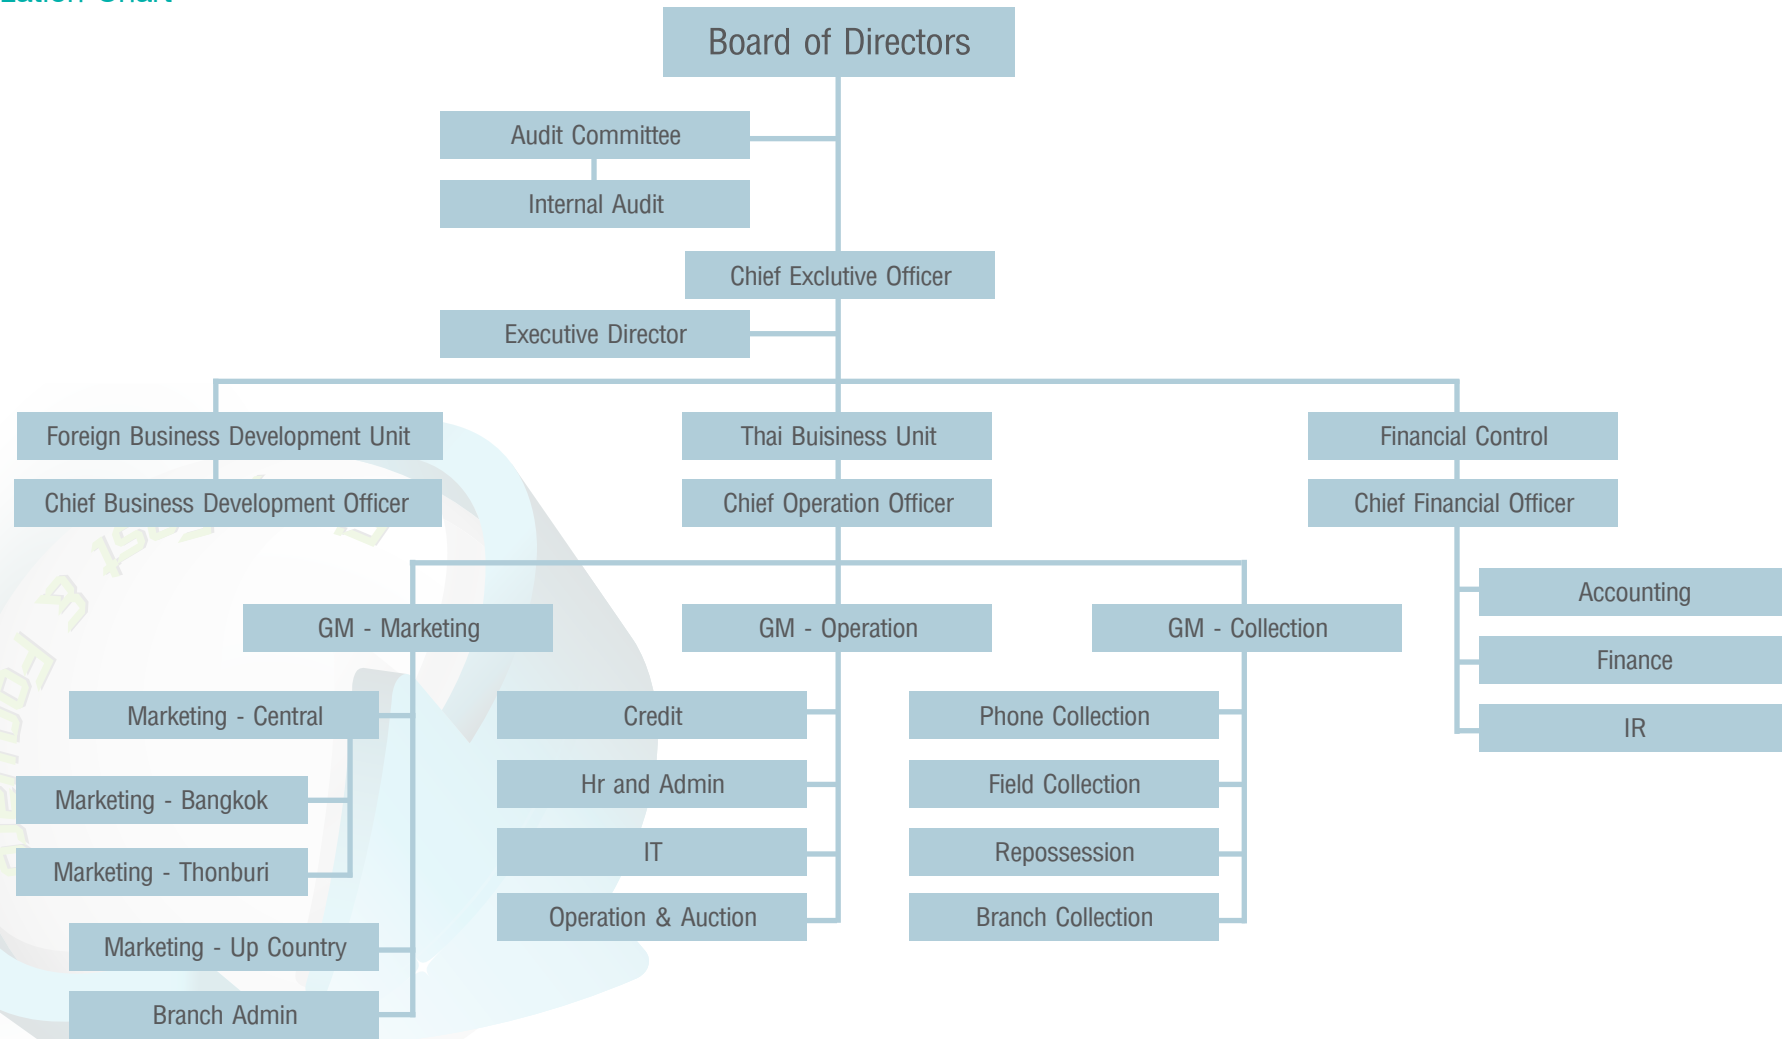 Chart
Board of Directors
Audit Committee
Internal Audit
Chief Exclutive Officer
Executive Director
Foreign Business Development Unit
Thai Buisiness Unit
Financial Control
Chief Business Development Officer
Chief Operation Officer
Chief Financial Officer
Accounting
Finance
IR
GM - Marketing
GM - Operation
GM - Collection
Marketing - Central
Marketing - Bangkok
Marketing - Thonburi
Marketing - Up Country
Branch Admin
Credit
Hr and Admin
IT
Operation & Auction
Phone Collection
Field Collection
Repossession
Branch Collection